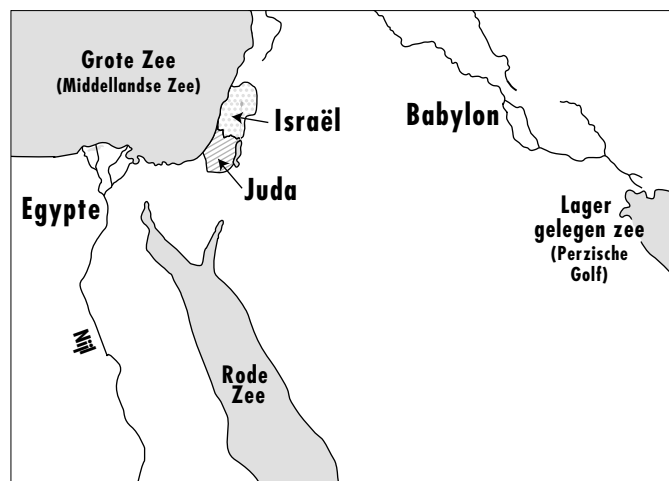 Grote Zee
(Middellandse Zee)
Israël
Babylon
Juda
Egypte
Lager
gelegen zee
(Perzische
Golf)
Nijl
Rode
Zee